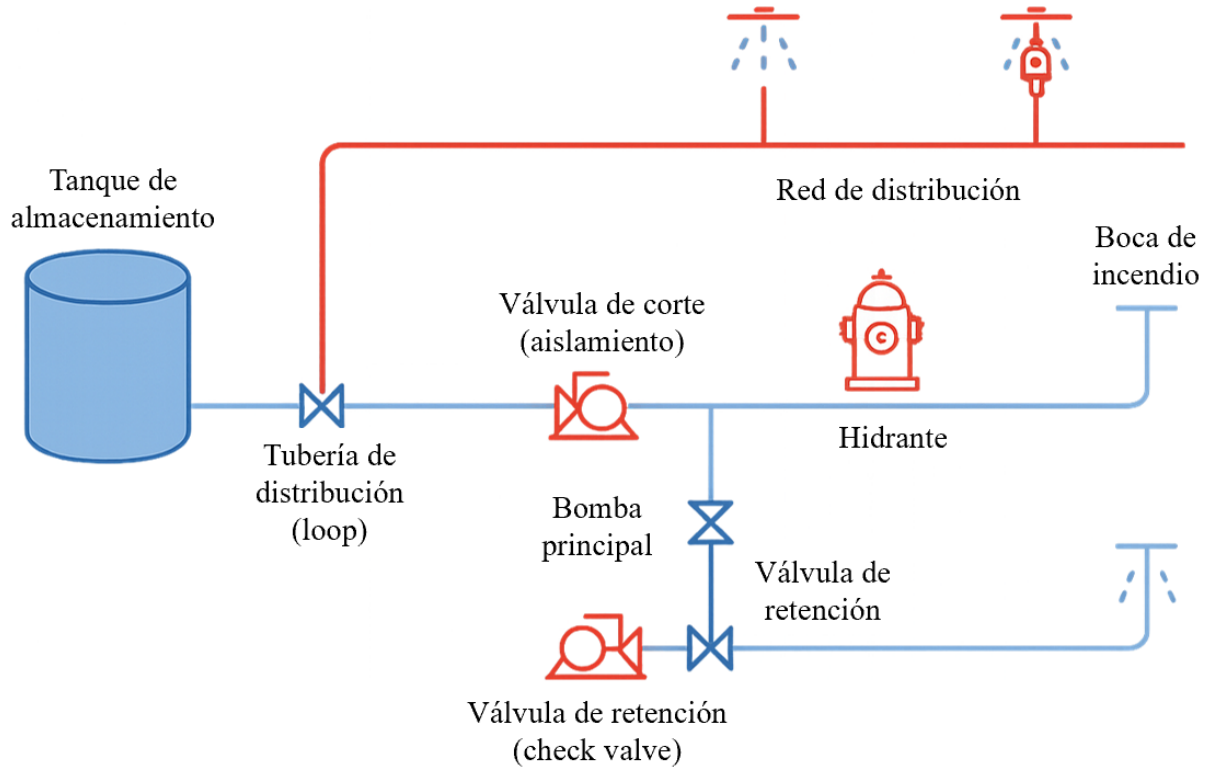 Tanque de
almacenamiento
Red de distribución
Boca de
incendio
Válvula de corte
(aislamiento)
Hidrante
Tubería de
distribución
(loop)
Bomba
principal
Válvula de
retención
Válvula de retención
(check valve)
C